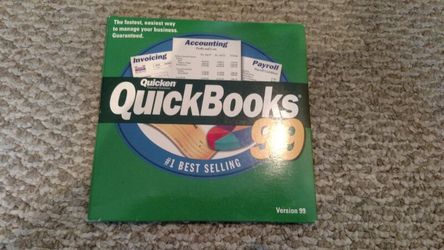 The fastest, easiest way
to manage your business.
Guaranteed.
Accounting
Invoicing
Payroll
Quicken
QuickBooks
99
#1 BEST SELLING
Version 99